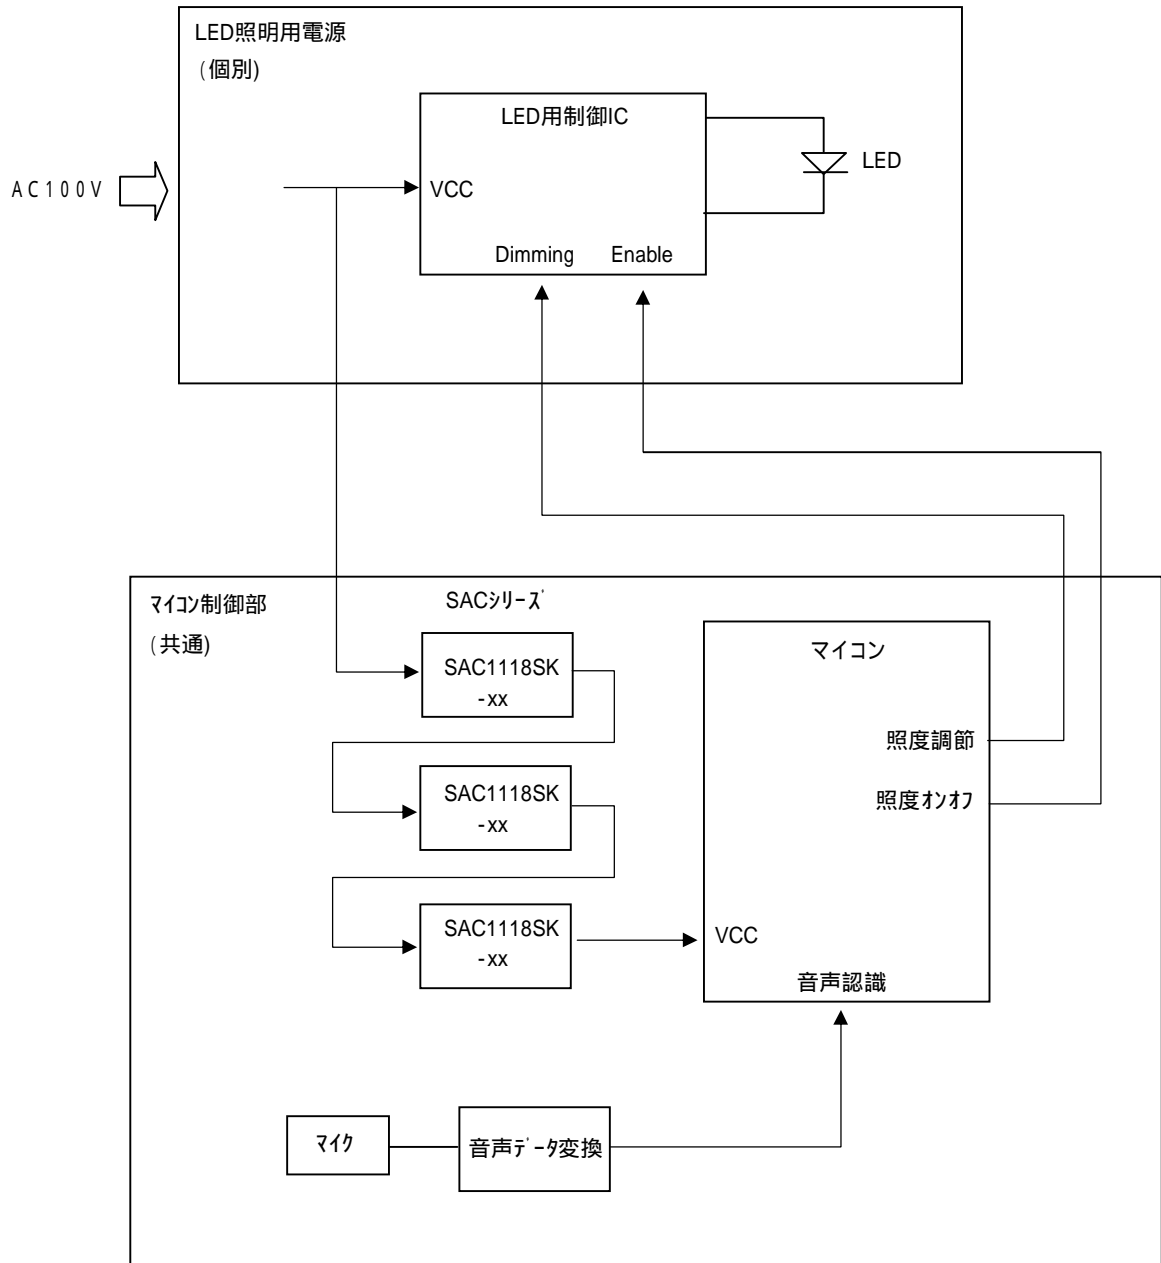 LED照明用電源
(個別)
LED用制御IC
LED
AC100V
VCC
Dimming Enable
ﾏｲｺﾝ制御部
(共通)
SACｼﾘｰｽﾞ
SAC1118SK
-xx
マイコン
照度調節
SAC1118SK
-xx
照度ｵﾝｵﾌ
SAC1118SK
-xx
VCC
音声認識
ﾏｲｸ
音声ﾃﾞｰﾀ変換